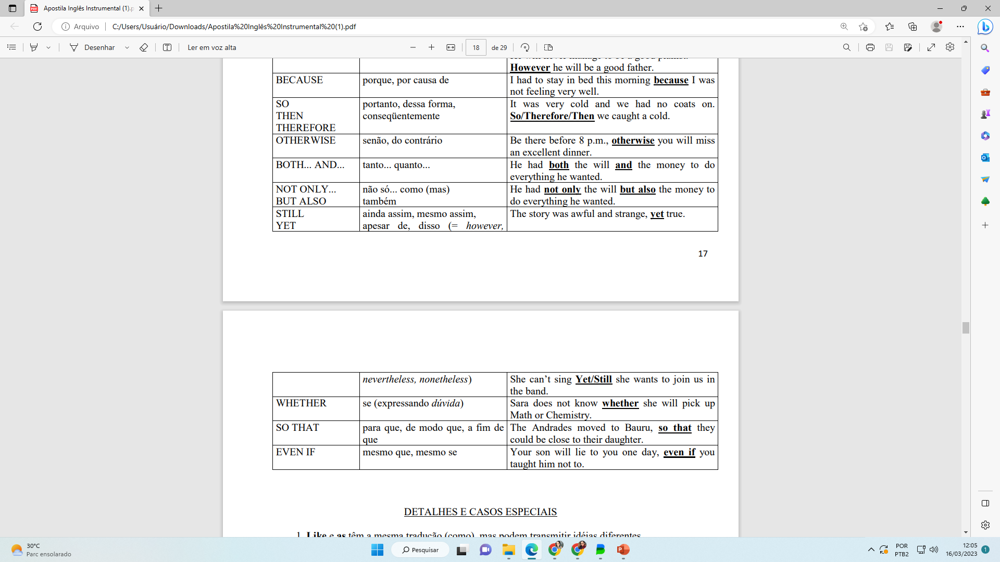 Apostila Inglês Instrumental (1).p
Arquivo
C:/Users/Usuário/Downloads/Apostila%20Inglês%20Instrumental%20(1).pdf
Desenhar
Ler em voz alta
18
de 29
However he will be a good father.
BECAUSE
porque, por causa de
I had to stay in bed this morning because I was
not feeling very well.
SO
THEN
THEREFORE
portanto, dessa forma,
conseqüentemente
It was very cold and we had no coats on.
So/Therefore/Then we caught a cold.
OTHERWISE
senão, do contrário
Be there before 8 p.m., otherwise you will miss
an excellent dinner.
BOTH... AND...
tanto... quanto...
He had both the will and the money to do
everything he wanted.
NOT ONLY...
BUT ALSO
não só... como (mas)
também
He had not only the will but also the money to
do everything he wanted.
STILL
YET
ainda assim, mesmo assim,
apesar de, disso (= however,
The story was awful and strange, yet true.
17
nevertheless, nonetheless)
She can’t sing Yet/Still she wants to join us in
the band.
WHETHER
se (expressando dúvida)
Sara does not know whether she will pick up
Math or Chemistry.
SO THAT
para que, de modo que, a fim de
que
The Andrades moved to Bauru, so that they
could be close to their daughter.
EVEN IF
mesmo que, mesmo se
Your son will lie to you one day, even if you
taught him not to.
DETALHES E CASOS ESPECIAIS
1. Like e as têm a mesma tradução (como), mas podem transmitir idéias diferentes
30°C
Parc ensolarado
Pesquisar
POR
PTB2
12:05
16/03/2023
1